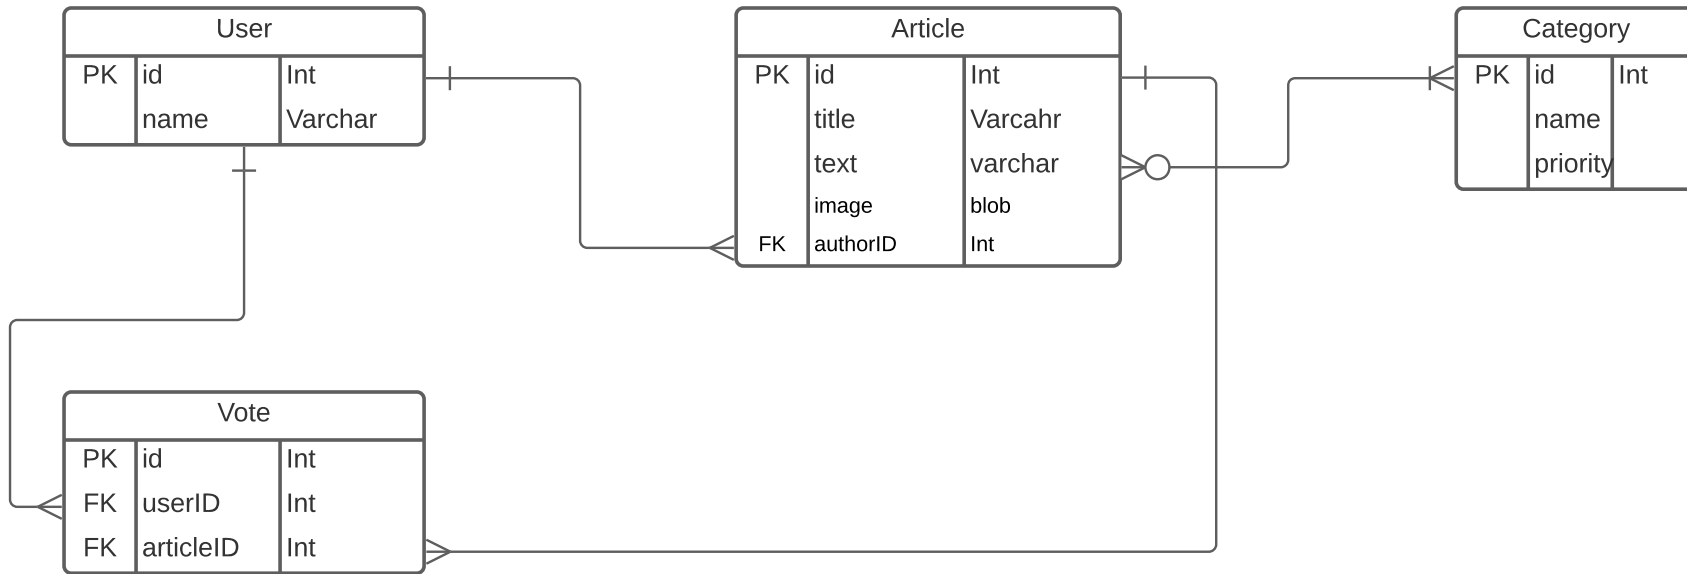 User
PK id Int
name Varchar
Article
PK id Int
title Varcahr
text varchar
image blob
FK authorID Int
Category
PK id Int
name
priority
Vote
PK id Int
FK userID Int
FK articleID Int